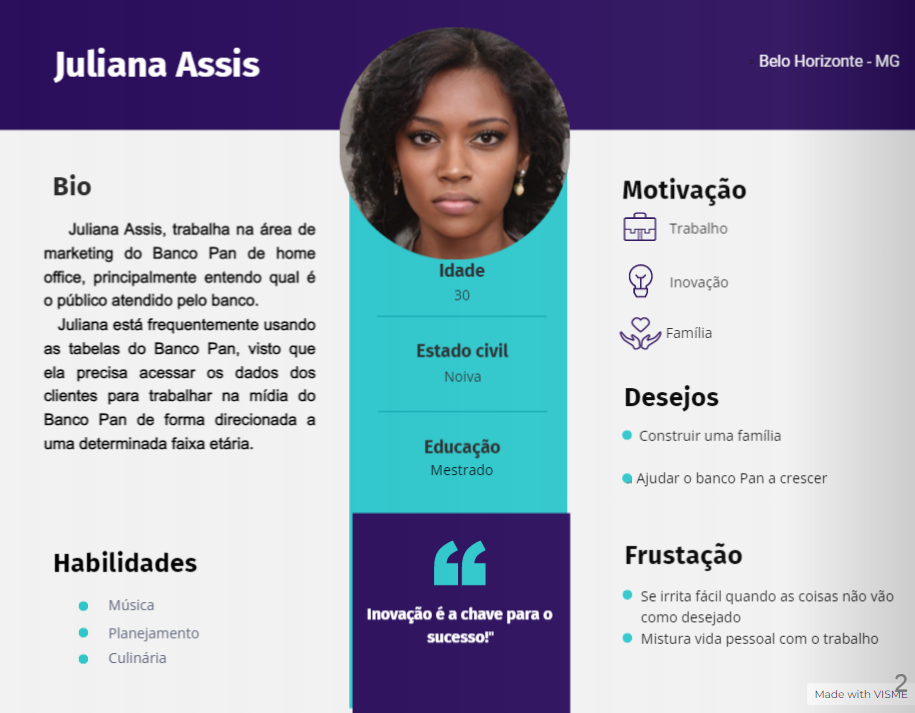 Juliana Assis
Belo Horizonte - MG
Bio
Juliana Assis, trabalha na área de
marketing do Banco Pan de home
office, principalmente entendo qual é
o público atendido pelo banco.
Juliana está frequentemente usando
as tabelas do Banco Pan, visto que
ela precisa acessar os dados dos
clientes para trabalhar na mídia do
Banco Pan de forma direcionada a
uma determinada faixa etária.
Habilidades
Música
Planejamento
Culinária
Idade
30
Estado civil
Noiva
Educação
Mestrado
“
Inovação é a chave para o
sucesso!"
Motivação
Trabalho
Inovação
Família
Desejos
Construir uma família
Ajudar o banco Pan a crescer
Frustação
Se irrita fácil quando as coisas não vão
como desejado
Mistura vida pessoal com o trabalho
2
Made with VISME